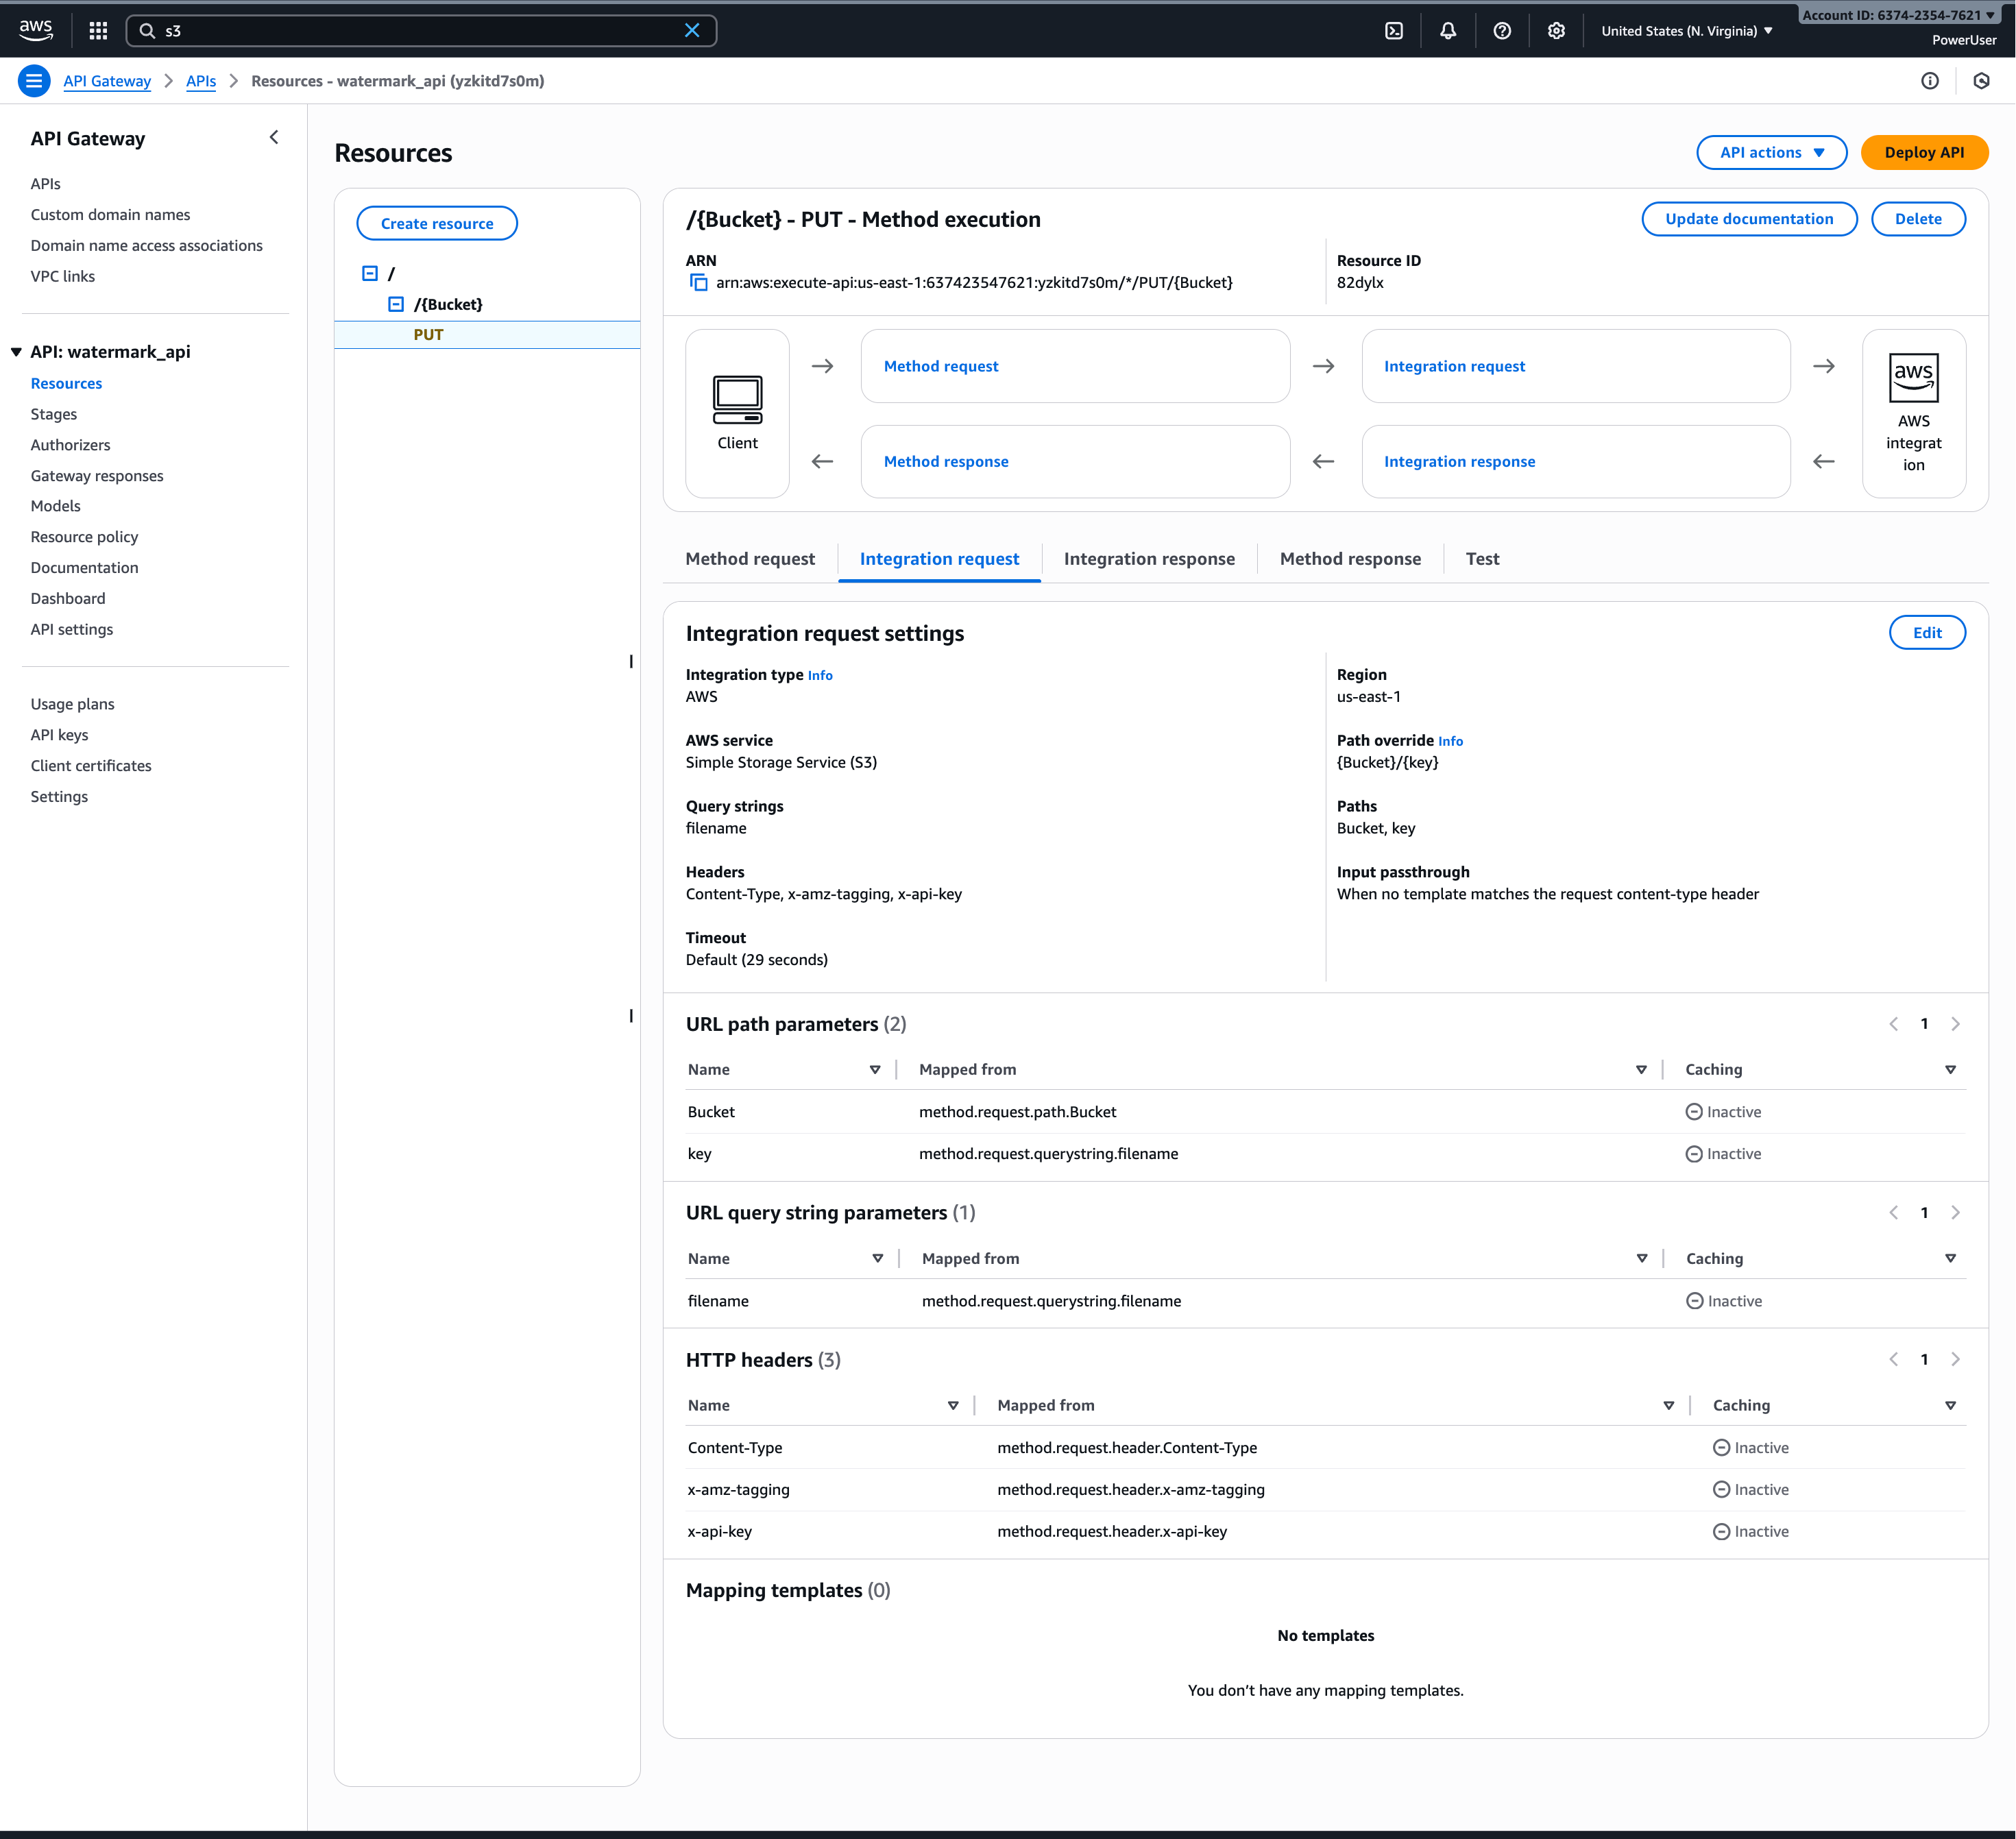 aws
s3
United States (N. Virginia)
Account ID: 6374-2354-7621
PowerUser
API Gateway
APIs
Resources - watermark_api (yzkitd7s0m)
API Gateway
APIs
Custom domain names
Domain name access associations
VPC links
API: watermark_api
Resources
Stages
Authorizers
Gateway responses
Models
Resource policy
Documentation
Dashboard
API settings
Usage plans
API keys
Client certificates
Settings
Resources
API actions
Deploy API
Create resource
/
/{Bucket}
PUT
/{Bucket} - PUT - Method execution
Update documentation
Delete
ARN
arn:aws:execute-api:us-east-1:637423547621:yzkitd7s0m/*/PUT/{Bucket}
Resource ID
82dylx
Client
Method request
Integration request
Method response
Integration response
aws
AWS
integrat
ion
Method request
Integration request
Integration response
Method response
Test
Integration request settings
Edit
Integration type Info
AWS
Region
us-east-1
AWS service
Simple Storage Service (S3)
Path override Info
{Bucket}/{key}
Query strings
filename
Paths
Bucket, key
Headers
Content-Type, x-amz-tagging, x-api-key
Input passthrough
When no template matches the request content-type header
Timeout
Default (29 seconds)
URL path parameters (2)
1
Name Mapped from Caching
Bucket method.request.path.Bucket Inactive
key method.request.querystring.filename Inactive
URL query string parameters (1)
1
Name Mapped from Caching
filename method.request.querystring.filename Inactive
HTTP headers (3)
1
Name Mapped from Caching
Content-Type method.request.header.Content-Type Inactive
x-amz-tagging method.request.header.x-amz-tagging Inactive
x-api-key method.request.header.x-api-key Inactive
Mapping templates (0)
No templates
You don't have any mapping templates.